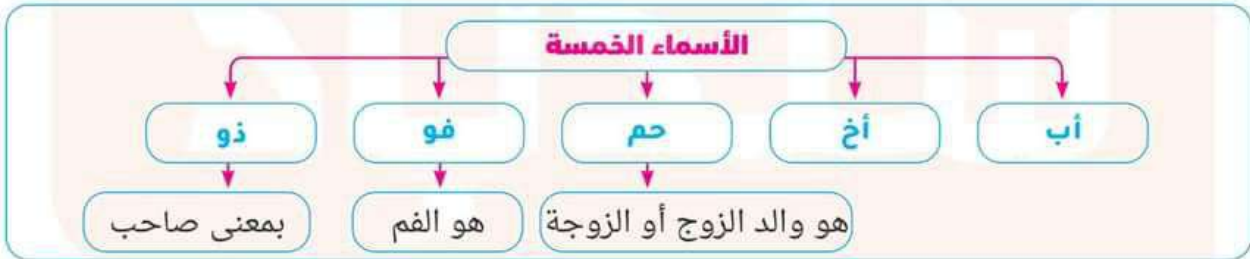 الأسماء الخمسة
أب أخ حم فو ذو
هو والد الزوج أو الزوجة هو الفم بمعنى صاحب